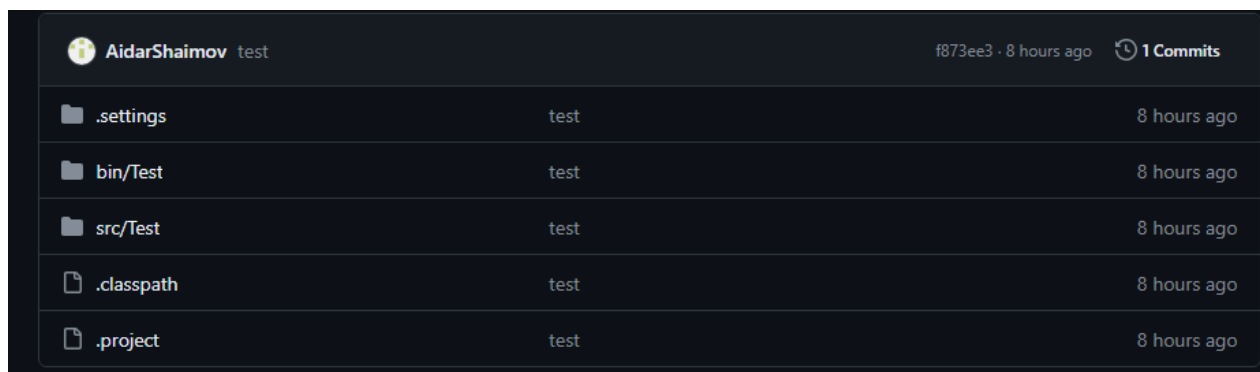 AidarShaimov test f873ee3 · 8 hours ago 1 Commits
.settings test 8 hours ago
bin/Test test 8 hours ago
src/Test test 8 hours ago
.classpath test 8 hours ago
.project test 8 hours ago